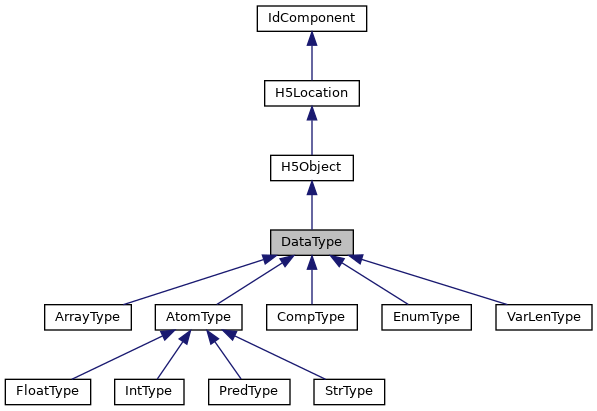 IdComponent
H5Location
H5Object
DataType
ArrayType
AtomType
CompType
EnumType
VarLenType
FloatType
IntType
PredType
StrType